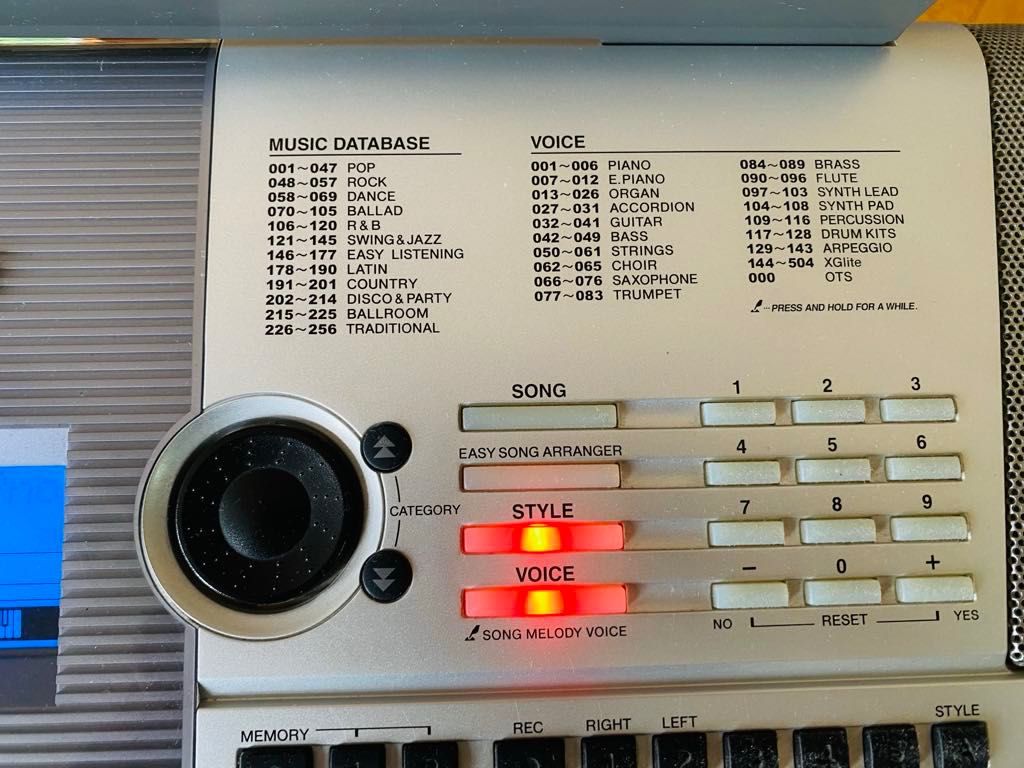 MUSIC DATABASE
001~047 POP
048~057 ROCK
058~069 DANCE
070~105 BALLAD
106~120 R&B
121~145 SWING&JAZZ
146~177 EASY LISTENING
178~190 LATIN
191~201 COUNTRY
202~214 DISCO&PARTY
215~225 BALLROOM
226~256 TRADITIONAL
VOICE
001~006 PIANO
007~012 E.PIANO
013~026 ORGAN
027~031 ACCORDION
032~041 GUITAR
042~049 BASS
050~061 STRINGS
062~065 CHOIR
066~076 SAXOPHONE
077~083 TRUMPET
084~089 BRASS
090~096 FLUTE
097~103 SYNTH LEAD
104~108 SYNTH PAD
109~116 PERCUSSION
117~128 DRUM KITS
129~143 ARPEGGIO
144~504 XGlite
000 OTS
···PRESS AND HOLD FOR A WHILE.
SONG
EASY SONG ARRANGER
STYLE
VOICE
SONG MELODY VOICE
CATEGORY
1 2 3
4 5 6
7 8 9
− 0 +
NO RESET YES
MEMORY REC RIGHT LEFT STYLE